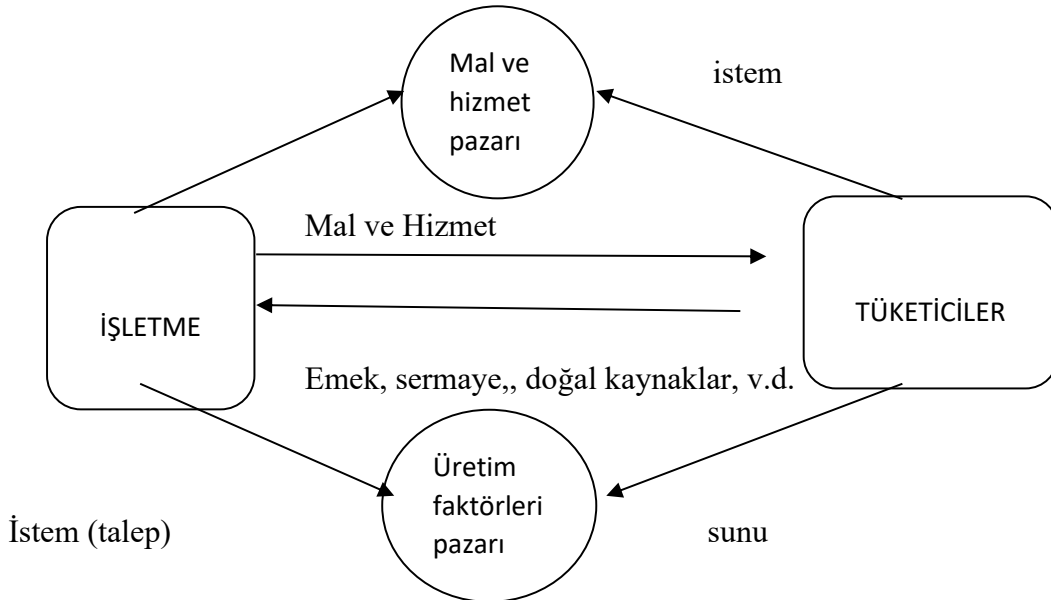 Mal ve
hizmet
pazarı
istem
Mal ve Hizmet
İŞLETME
TÜKETİCİLER
Emek, sermaye,, doğal kaynaklar, v.d.
Üretim
faktörleri
pazarı
İstem (talep)
sunu